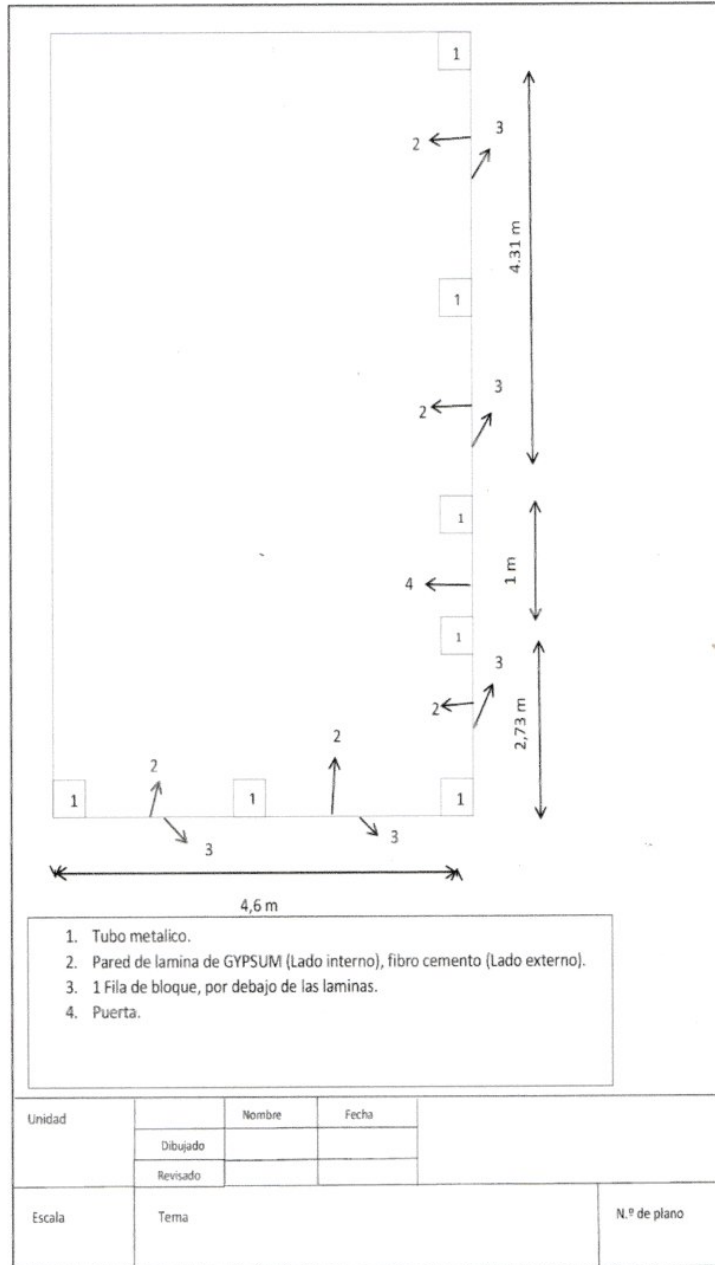 1
2
3
4.31 m
1
2
3
1
4
1 m
1
3
2
2,73 m
2
2
1
1
1
3
3
4,6 m
1. Tubo metalico.
2. Pared de lamina de GYPSUM (Lado interno), fibro cemento (Lado externo).
3. 1 Fila de bloque, por debajo de las laminas.
4. Puerta.
Unidad
Nombre
Fecha
Dibujado
Revisado
Escala
Tema
N.º de plano